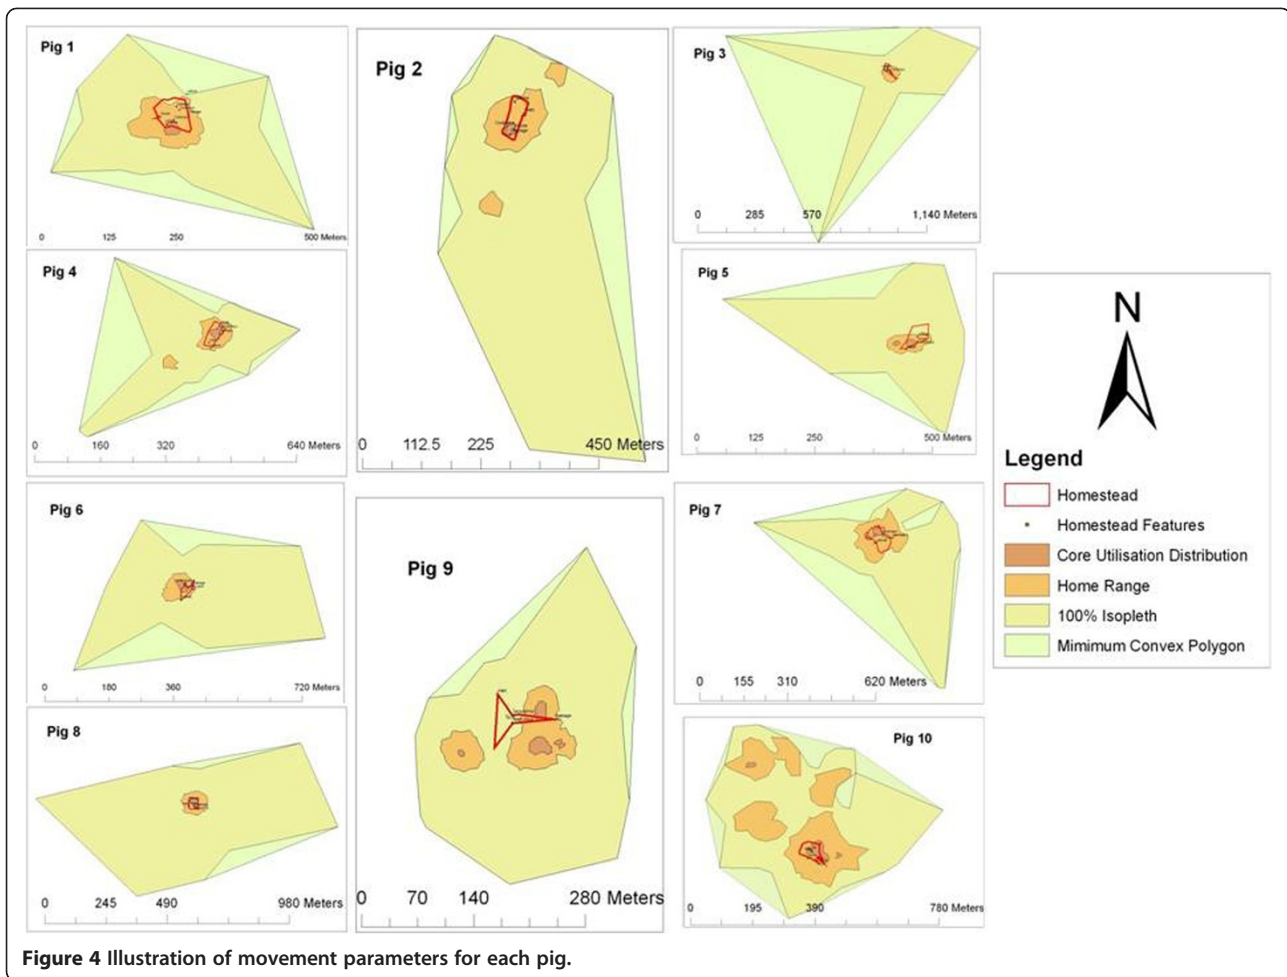 Pig 1
0 125 250 500 Meters
Pig 2
0 112.5 225 450 Meters
Pig 3
0 285 570 1,140 Meters
Pig 4
0 160 320 640 Meters
Pig 5
0 125 250 500 Meters
Pig 6
0 180 360 720 Meters
Pig 9
0 70 140 280 Meters
Pig 7
0 155 310 620 Meters
Pig 8
0 245 490 980 Meters
Pig 10
0 195 390 780 Meters
N
Legend
Homestead
Homestead Features
Core Utilisation Distribution
Home Range
100% Isopleth
Mimimum Convex Polygon
Figure 4 Illustration of movement parameters for each pig.